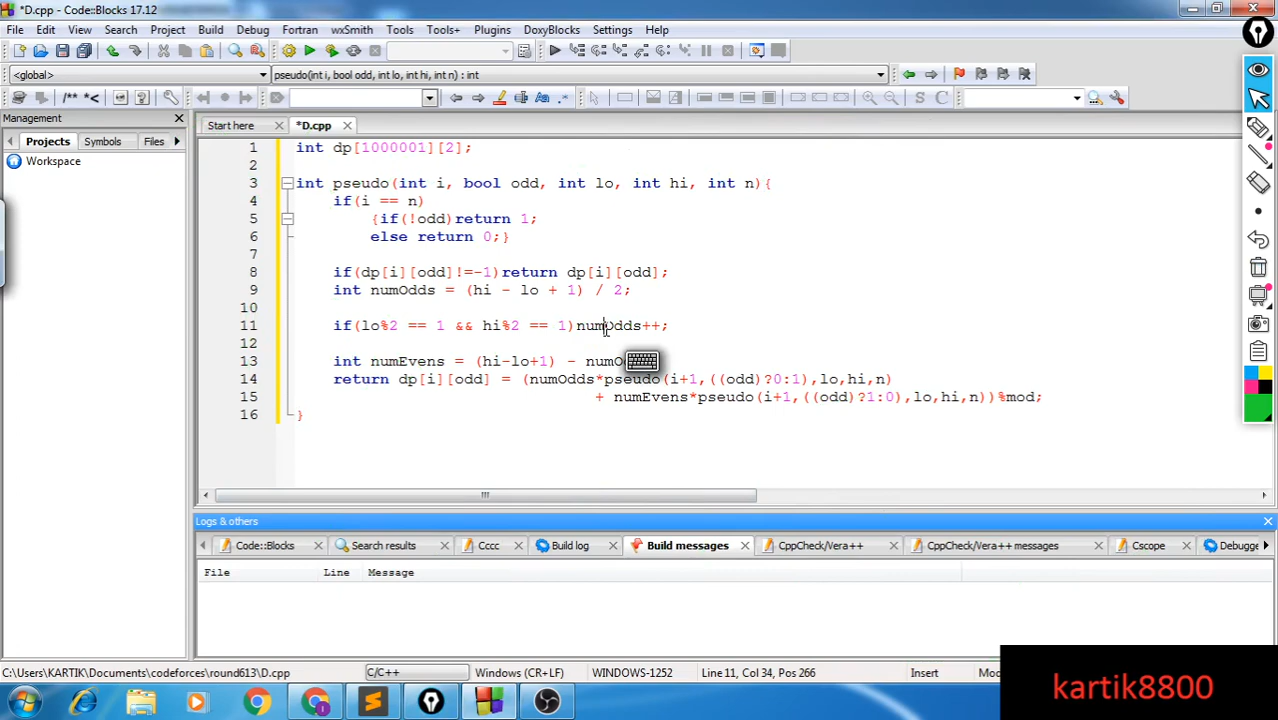 *D.cpp - Code::Blocks 17.12
File Edit View Search Project Build Debug Fortran wxSmith Tools Tools+ Plugins DoxyBlocks Settings Help
<global> pseudo(int i, bool odd, int lo, int hi, int n) : int
/** *<
S C
Management
Projects Symbols Files
Workspace
Start here *D.cpp
1 int dp[1000001][2];
2
3 int pseudo(int i, bool odd, int lo, int hi, int n){
4 if(i == n)
5 {if(!odd)return 1;
6 else return 0;}
7
8 if(dp[i][odd]!=-1)return dp[i][odd];
9 int numOdds = (hi - lo + 1) / 2;
10
11 if(lo%2 == 1 && hi%2 == 1)numOdds++;
12
13 int numEvens = (hi-lo+1) -
14 return dp[i][odd] = (numOdds*pseudo(i+1,((odd)?0:1),lo,hi,n)
15 + numEvens*pseudo(i+1,((odd)?1:0),lo,hi,n))%mod;
16 }
Logs & others
Code::Blocks Search results Cccc Build log Build messages CppCheck/Vera++ CppCheck/Vera++ messages Cscope Debugge
File Line Message
C:\Users\KARTIK\Documents\codeforces\round613\D.cpp C/C++ Windows (CR+LF) WINDOWS-1252 Line 11, Col 34, Pos 266 Insert
kartik8800